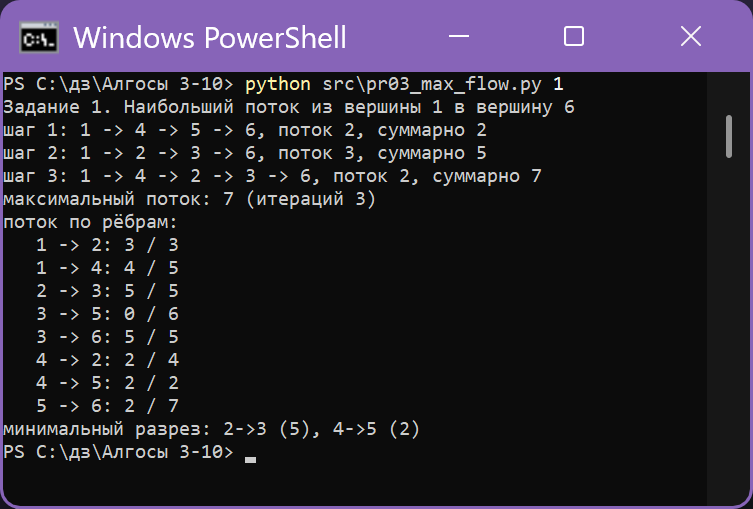 Windows PowerShell
PS C:\дз\Алгосы 3-10> python src\pr03_max_flow.py 1
Задание 1. Наибольший поток из вершины 1 в вершину 6
шаг 1: 1 -> 4 -> 5 -> 6, поток 2, суммарно 2
шаг 2: 1 -> 2 -> 3 -> 6, поток 3, суммарно 5
шаг 3: 1 -> 4 -> 2 -> 3 -> 6, поток 2, суммарно 7
максимальный поток: 7 (итераций 3)
поток по рёбрам:
   1 -> 2: 3 / 3
   1 -> 4: 4 / 5
   2 -> 3: 5 / 5
   3 -> 5: 0 / 6
   3 -> 6: 5 / 5
   4 -> 2: 2 / 4
   4 -> 5: 2 / 2
   5 -> 6: 2 / 7
минимальный разрез: 2->3 (5), 4->5 (2)
PS C:\дз\Алгосы 3-10>